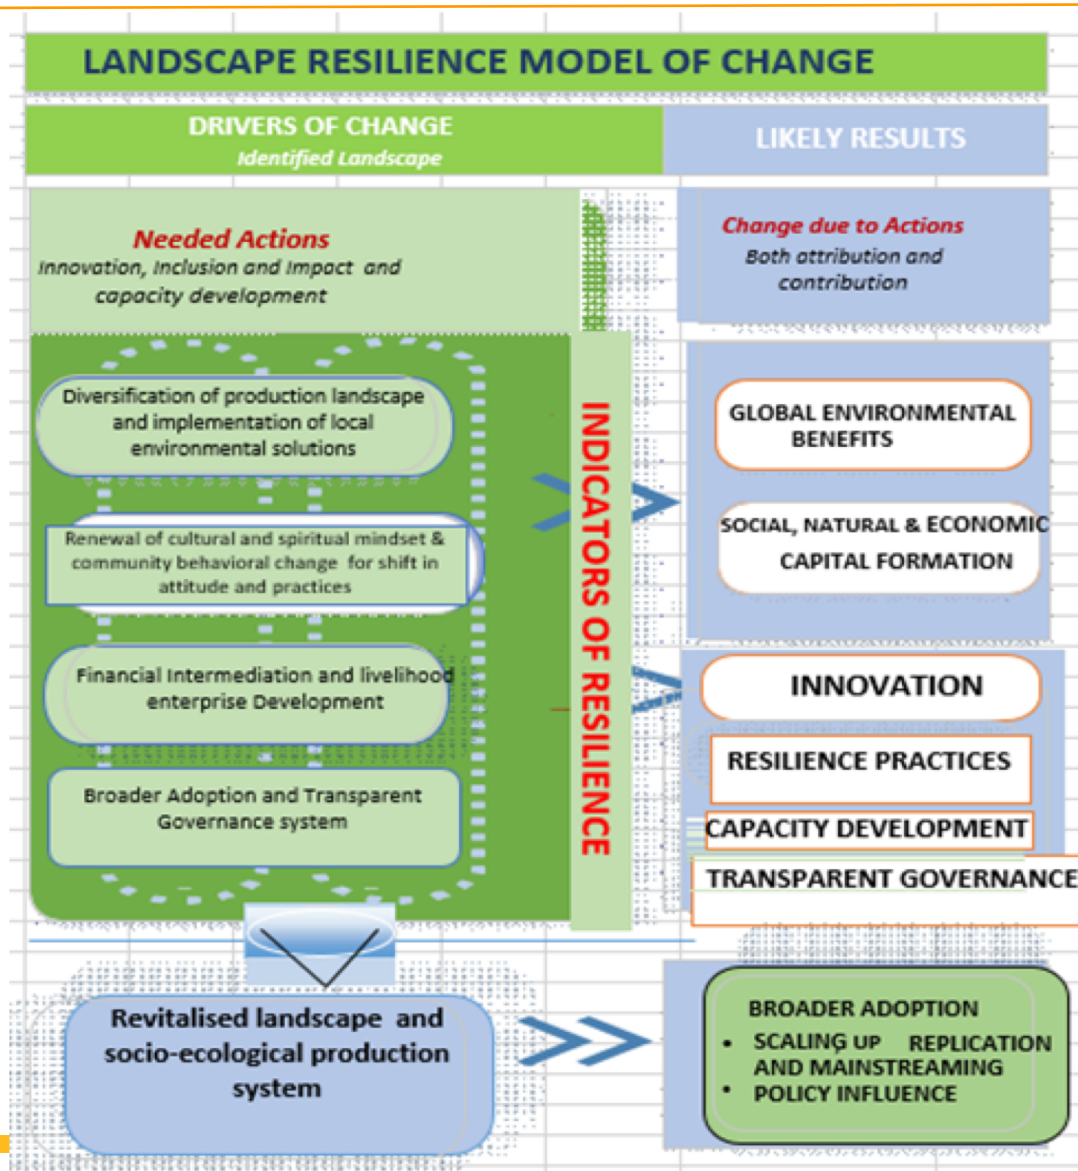 LANDSCAPE RESILIENCE MODEL OF CHANGE
DRIVERS OF CHANGE
Identified Landscape
LIKELY RESULTS
Needed Actions
Innovation, Inclusion and Impact and
capacity development
Change due to Actions
Both attribution and
contribution
Diversification of production landscape
and implementation of local
environmental solutions
Renewal of cultural and spiritual mindset &
community behavioral change for shift in
attitude and practices
Financial Intermediation and livelihood
enterprise Development
Broader Adoption and Transparent
Governance system
INDICATORS OF RESILIENCE
GLOBAL ENVIRONMENTAL
BENEFITS
SOCIAL, NATURAL & ECONOMIC
CAPITAL FORMATION
INNOVATION
RESILIENCE PRACTICES
CAPACITY DEVELOPMENT
TRANSPARENT GOVERNANCE
Revitalised landscape and
socio-ecological production
system
BROADER ADOPTION
• SCALING UP REPLICATION
AND MAINSTREAMING
• POLICY INFLUENCE